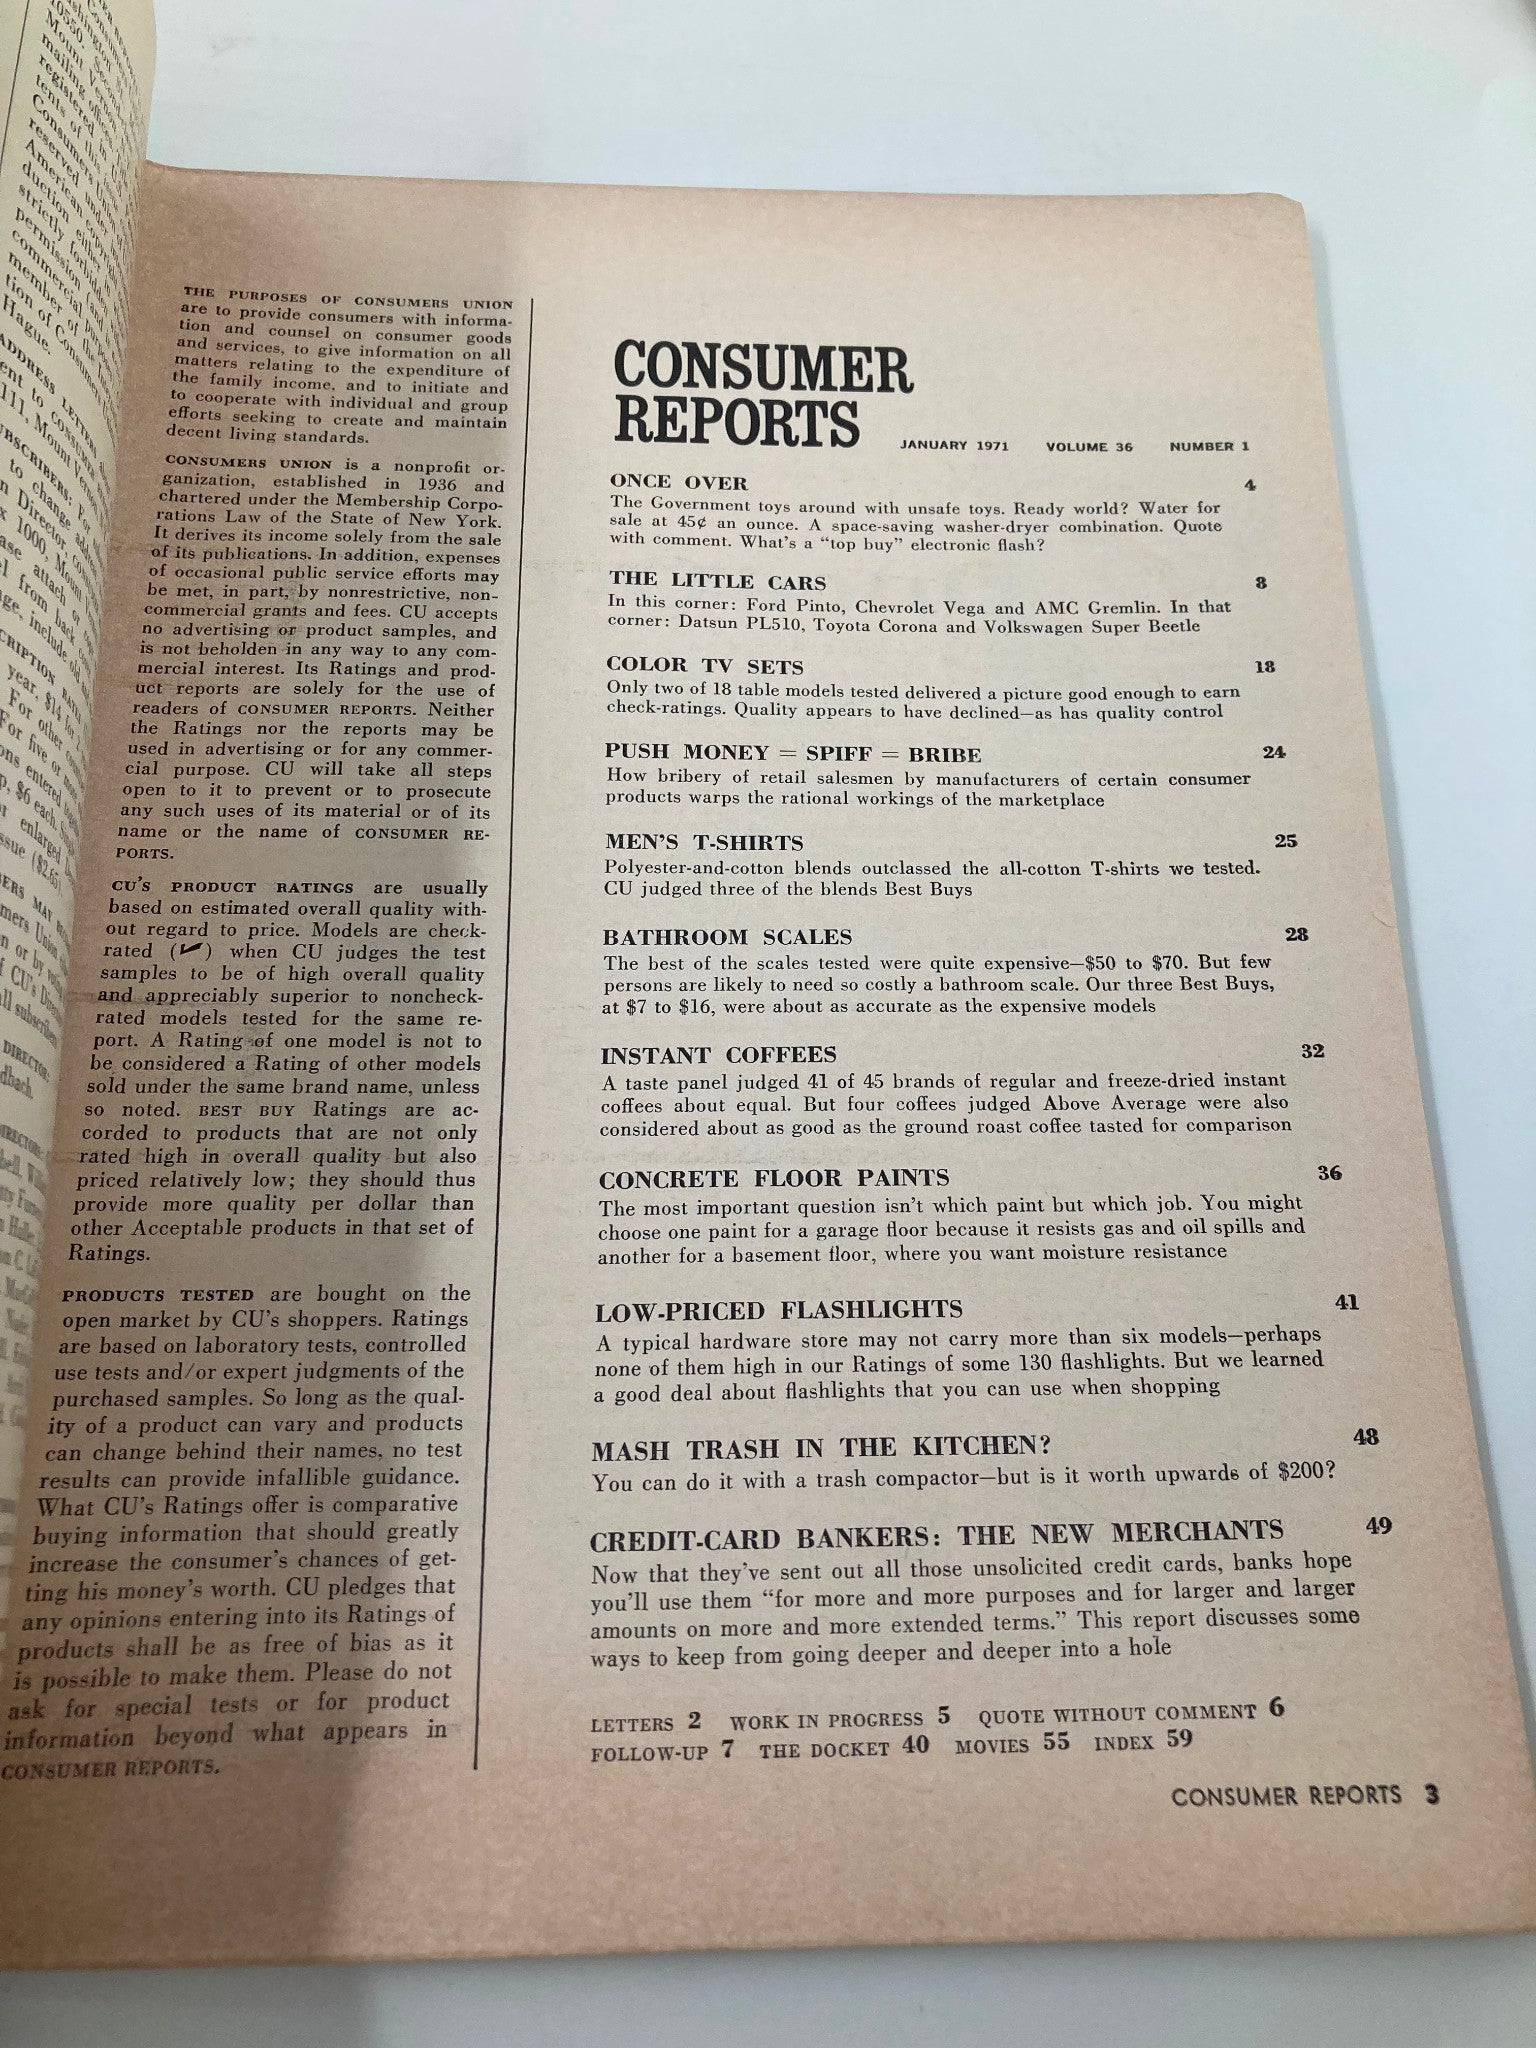 THE PURPOSES OF CONSUMERS UNION
are to provide consumers with informa-
tion and counsel on consumer goods
and services, to give information on all
matters relating to the expenditure of
the family income, and to initiate and
to cooperate with individual and group
efforts seeking to create and maintain
decent living standards.
CONSUMERS UNION is a nonprofit or-
ganization, established in 1936 and
chartered under the Membership Corpo-
rations Law of the State of New York.
It derives its income solely from the sale
of its publications. In addition, expenses
of occasional public service efforts may
be met, in part, by nonrestrictive, non-
commercial grants and fees. CU accepts
no advertising or product samples, and
is not beholden in any way to any com-
mercial interest. Its Ratings and prod-
uct reports are solely for the use of
readers of CONSUMER REPORTS. Neither
the Ratings nor the reports may be
used in advertising or for any commer-
cial purpose. CU will take all steps
open to it to prevent or to prosecute
any such uses of its material or of its
name or the name of CONSUMER RE-
PORTS.
CU'S PRODUCT RATINGS are usually
based on estimated overall quality with-
out regard to price. Models are check-
rated (✓) when CU judges the test
samples to be of high overall quality
and appreciably superior to noncheck-
rated models tested for the same re-
port. A Rating of one model is not to
be considered a Rating of other models
sold under the same brand name, unless
so noted. BEST BUY Ratings are ac-
corded to products that are not only
rated high in overall quality but also
priced relatively low; they should thus
provide more quality per dollar than
other Acceptable products in that set of
Ratings.
PRODUCTS TESTED are bought on the
open market by CU's shoppers. Ratings
are based on laboratory tests, controlled
use tests and/or expert judgments of the
purchased samples. So long as the qual-
ity of a product can vary and products
can change behind their names, no test
results can provide infallible guidance.
What CU's Ratings offer is comparative
buying information that should greatly
increase the consumer's chances of get-
ting his money's worth. CU pledges that
any opinions entering into its Ratings of
products shall be as free of bias as it
is possible to make them. Please do not
ask for special tests or for product
information beyond what appears in
CONSUMER REPORTS.
CONSUMER
REPORTS JANUARY 1971 VOLUME 36 NUMBER 1
ONCE OVER 4
The Government toys around with unsafe toys. Ready world? Water for
sale at 45¢ an ounce. A space-saving washer-dryer combination. Quote
with comment. What's a "top buy" electronic flash?
THE LITTLE CARS 8
In this corner: Ford Pinto, Chevrolet Vega and AMC Gremlin. In that
corner: Datsun PL510, Toyota Corona and Volkswagen Super Beetle
COLOR TV SETS 18
Only two of 18 table models tested delivered a picture good enough to earn
check-ratings. Quality appears to have declined—as has quality control
PUSH MONEY = SPIFF = BRIBE 24
How bribery of retail salesmen by manufacturers of certain consumer
products warps the rational workings of the marketplace
MEN'S T-SHIRTS 25
Polyester-and-cotton blends outclassed the all-cotton T-shirts we tested.
CU judged three of the blends Best Buys
BATHROOM SCALES 28
The best of the scales tested were quite expensive—$50 to $70. But few
persons are likely to need so costly a bathroom scale. Our three Best Buys,
at $7 to $16, were about as accurate as the expensive models
INSTANT COFFEES 32
A taste panel judged 41 of 45 brands of regular and freeze-dried instant
coffees about equal. But four coffees judged Above Average were also
considered about as good as the ground roast coffee tasted for comparison
CONCRETE FLOOR PAINTS 36
The most important question isn't which paint but which job. You might
choose one paint for a garage floor because it resists gas and oil spills and
another for a basement floor, where you want moisture resistance
LOW-PRICED FLASHLIGHTS 41
A typical hardware store may not carry more than six models—perhaps
none of them high in our Ratings of some 130 flashlights. But we learned
a good deal about flashlights that you can use when shopping
MASH TRASH IN THE KITCHEN? 48
You can do it with a trash compactor—but is it worth upwards of $200?
CREDIT-CARD BANKERS: THE NEW MERCHANTS 49
Now that they've sent out all those unsolicited credit cards, banks hope
you'll use them "for more and more purposes and for larger and larger
amounts on more and more extended terms." This report discusses some
ways to keep from going deeper and deeper into a hole
LETTERS 2 WORK IN PROGRESS 5 QUOTE WITHOUT COMMENT 6
FOLLOW-UP 7 THE DOCKET 40 MOVIES 55 INDEX 59
CONSUMER REPORTS 3